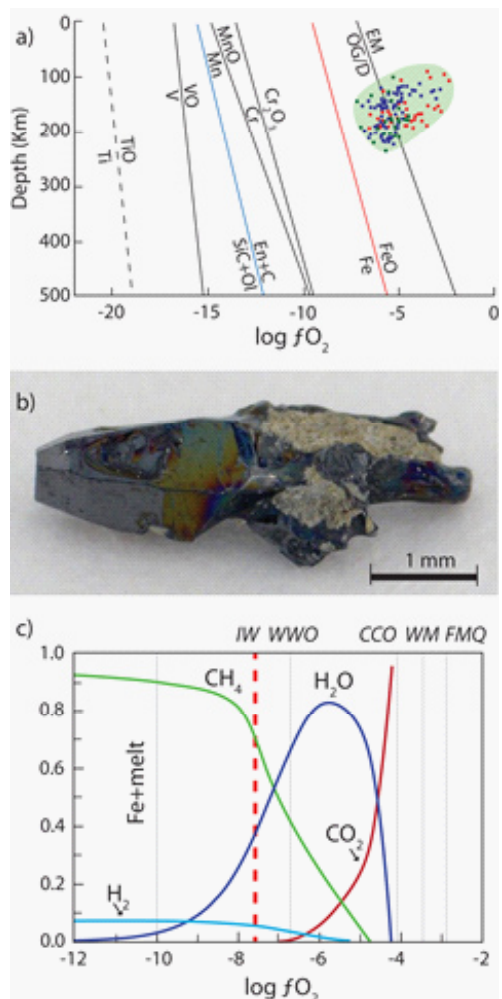 a)
0
100
200
300
400
500
Depth (Km)
TiO
Ti
VO
V
MnO
Mn
Cr2O3
Cr
En+C
SiC+Ol
FeO
Fe
EM
OG/D
-20
-15
-10
-5
0
log ƒO2
b)
1 mm
c)
IW
WWO
CCO
WM
FMQ
1.0
0.8
0.6
0.4
0.2
0.0
CH4
H2O
Fe+melt
CO2
H2
-12
-10
-8
-6
-4
-2
log ƒO2